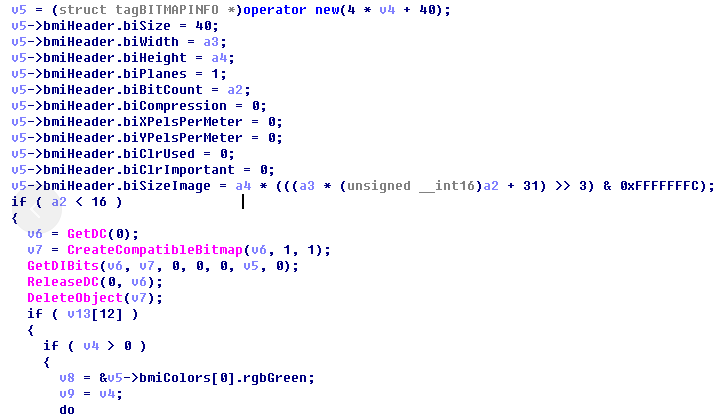 v5 = (struct tagBITMAPINFO *)operator new(4 * v4 + 40);
v5->bmiHeader.biSize = 40;
v5->bmiHeader.biWidth = a3;
v5->bmiHeader.biHeight = a4;
v5->bmiHeader.biPlanes = 1;
v5->bmiHeader.biBitCount = a2;
v5->bmiHeader.biCompression = 0;
v5->bmiHeader.biXPelsPerMeter = 0;
v5->bmiHeader.biYPelsPerMeter = 0;
v5->bmiHeader.biClrUsed = 0;
v5->bmiHeader.biClrImportant = 0;
v5->bmiHeader.biSizeImage = a4 * (((a3 * (unsigned __int16)a2 + 31) >> 3) & 0xFFFFFFFC);
if ( a2 < 16 )
{
v6 = GetDC(0);
v7 = CreateCompatibleBitmap(v6, 1, 1);
GetDIBits(v6, v7, 0, 0, 0, v5, 0);
ReleaseDC(0, v6);
DeleteObject(v7);
if ( v13[12] )
{
if ( v4 > 0 )
{
v8 = &v5->bmiColors[0].rgbGreen;
v9 = v4;
do